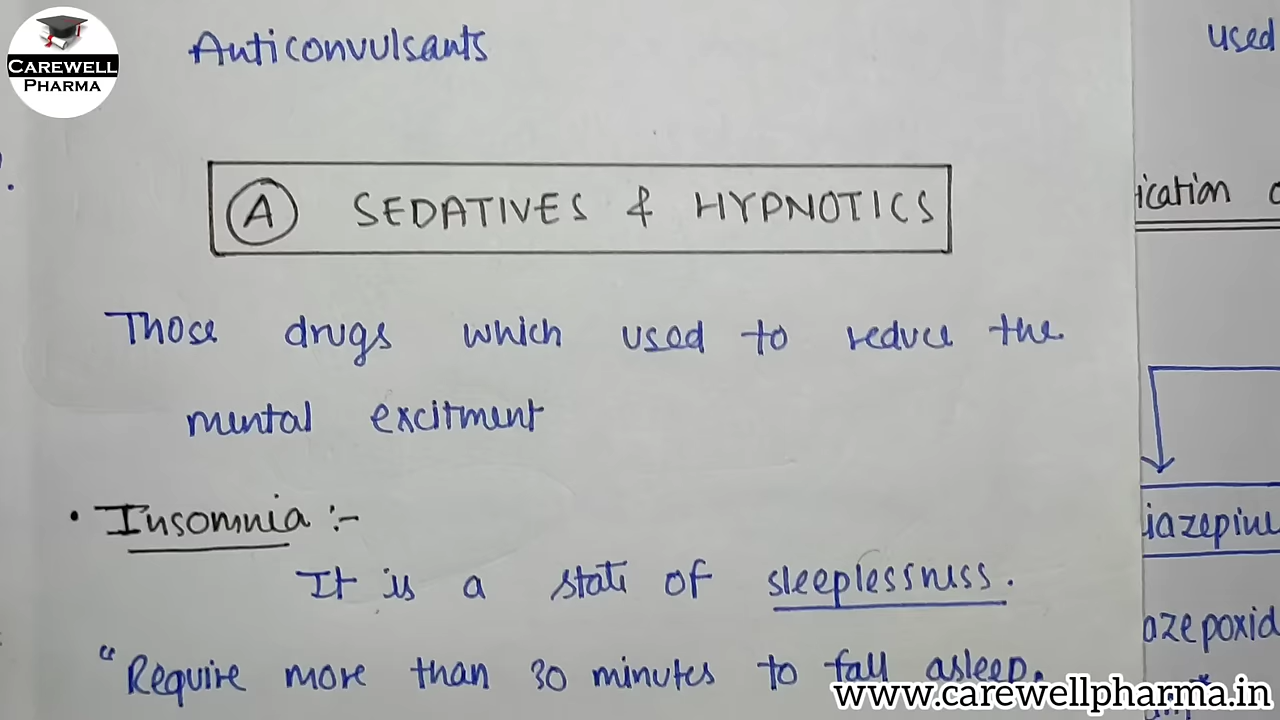 CAREWELL
PHARMA
Anticonvulsants
A SEDATIVES & HYPNOTICS
Those drugs which used to reduce the
mental excitment
• Insomnia :-
It is a state of sleeplessness.
"Require more than 30 minutes to fall asleep.
used
ication
iazepine
azepoxid
www.carewellpharma.in